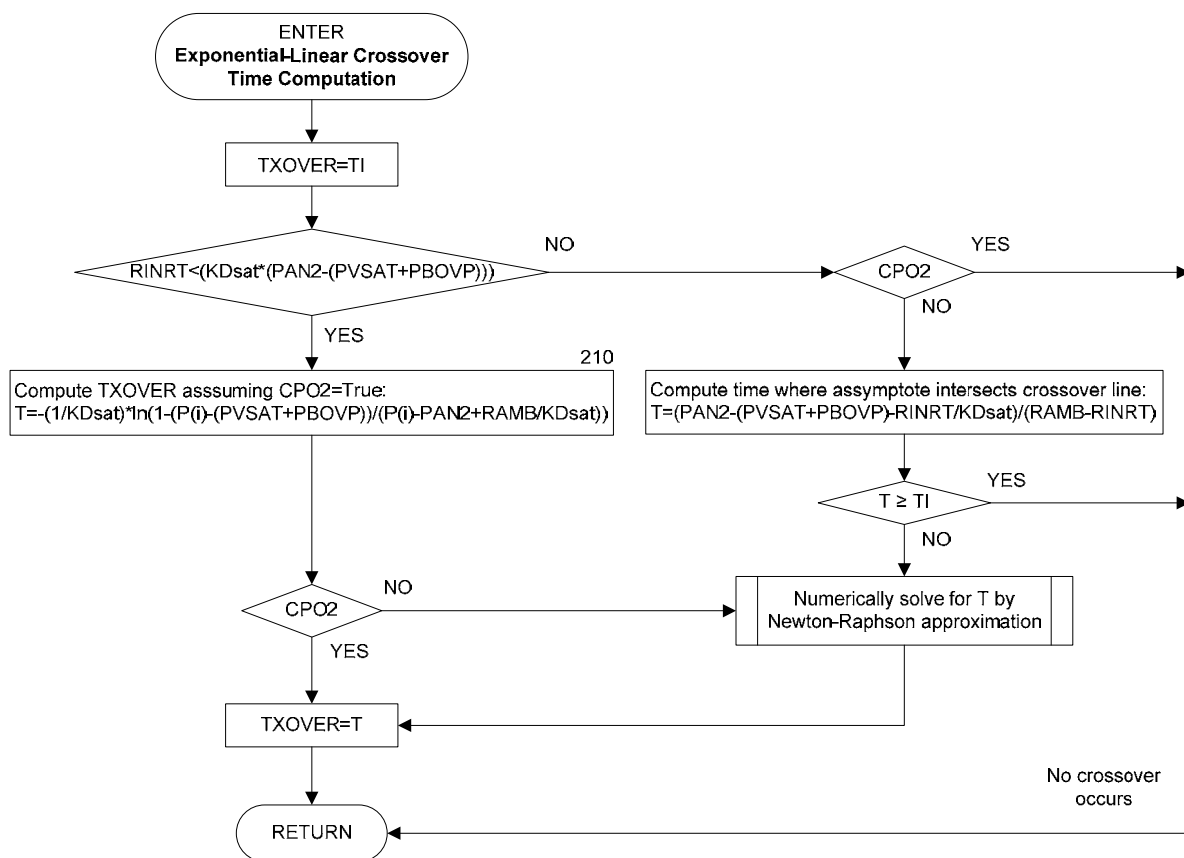 ENTER
Exponential-Linear Crossover
Time Computation
TXOVER=TI
RINRT<(KDsat*(PAN2-(PVSAT+PBOVP)))
NO
CPO2
YES
NO
YES
210
Compute TXOVER asssuming CPO2=True:
T=-(1/KDsat)*ln(1-(P(i)-(PVSAT+PBOVP))/(P(i)-PAN2+RAMB/KDsat))
Compute time where assymptote intersects crossover line:
T=(PAN2-(PVSAT+PBOVP)-RINRT/KDsat)/(RAMB-RINRT)
T ≥ TI
YES
NO
CPO2
NO
YES
Numerically solve for T by
Newton-Raphson approximation
TXOVER=T
No crossover
occurs
RETURN